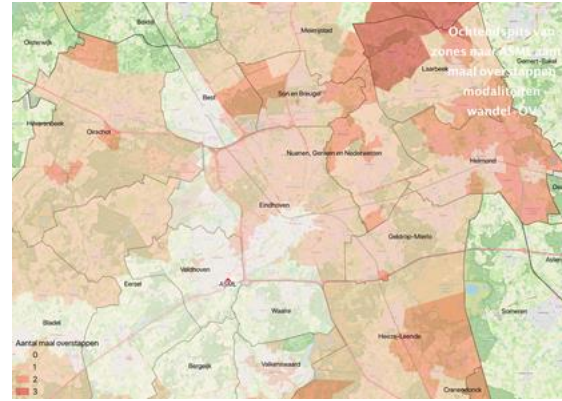 Ochtendspits van
zones naar ASML aan
maal overstappen
modaliteiten -
wandel - OV
Oisterwijk
Boxtel
Meierijstad
Gemert-Bakel
Laarbeek
Best
Son en Breugel
Hilvarenbeek
Oirschot
Nuenen, Gerwen en Nederwetten
Helmond
Eindhoven
Geldrop-Mierlo
Veldhoven
ASML
Eersel
Waalre
Someren
Bladel
Heeze-Leende
Bergeijk
Valkenswaard
Cranendonck
Aantal maal overstappen
0
1
2
3